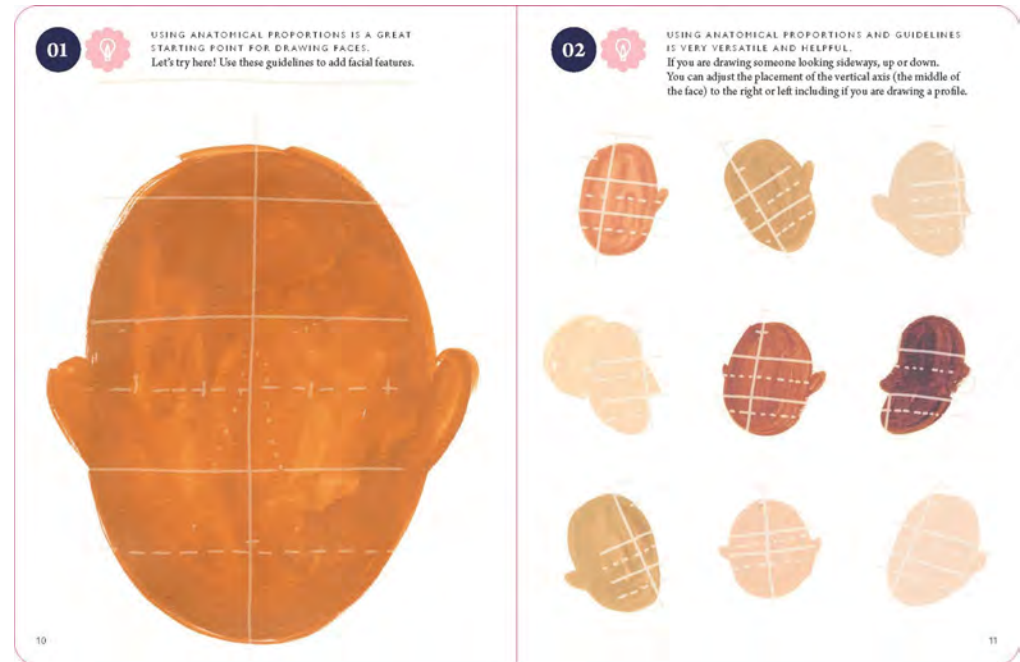 01
USING ANATOMICAL PROPORTIONS IS A GREAT
STARTING POINT FOR DRAWING FACES.
Let's try here! Use these guidelines to add facial features.
10
02
USING ANATOMICAL PROPORTIONS AND GUIDELINES
IS VERY VERSATILE AND HELPFUL.
If you are drawing someone looking sideways, up or down.
You can adjust the placement of the vertical axis (the middle of
the face) to the right or left including if you are drawing a profile.
11